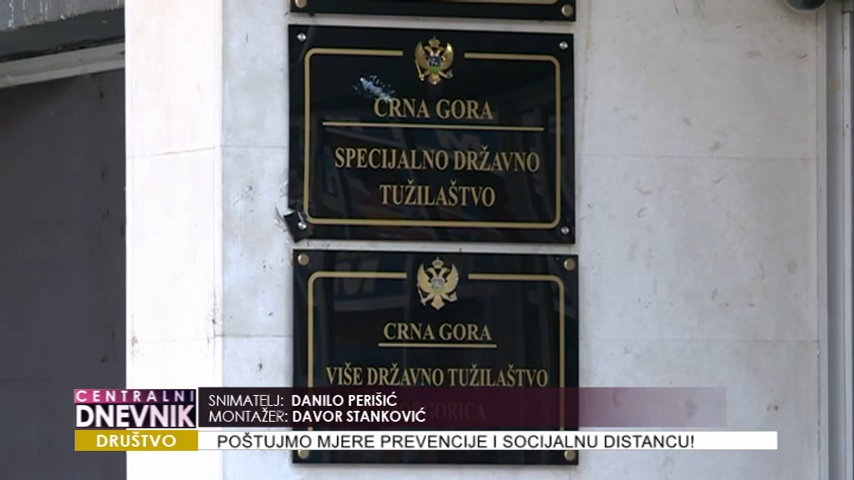 CRNA GORA
SPECIJALNO DRŽAVNO
TUŽILAŠTVO
CRNA GORA
VIŠE DRŽAVNO TUŽILAŠTVO
PODGORICA
CENTRALNI
DNEVNIK
SNIMATELJ: DANILO PERIŠIĆ
MONTAŽER: DAVOR STANKOVIĆ
DRUŠTVO
POŠTUJMO MJERE PREVENCIJE I SOCIJALNU DISTANCU!